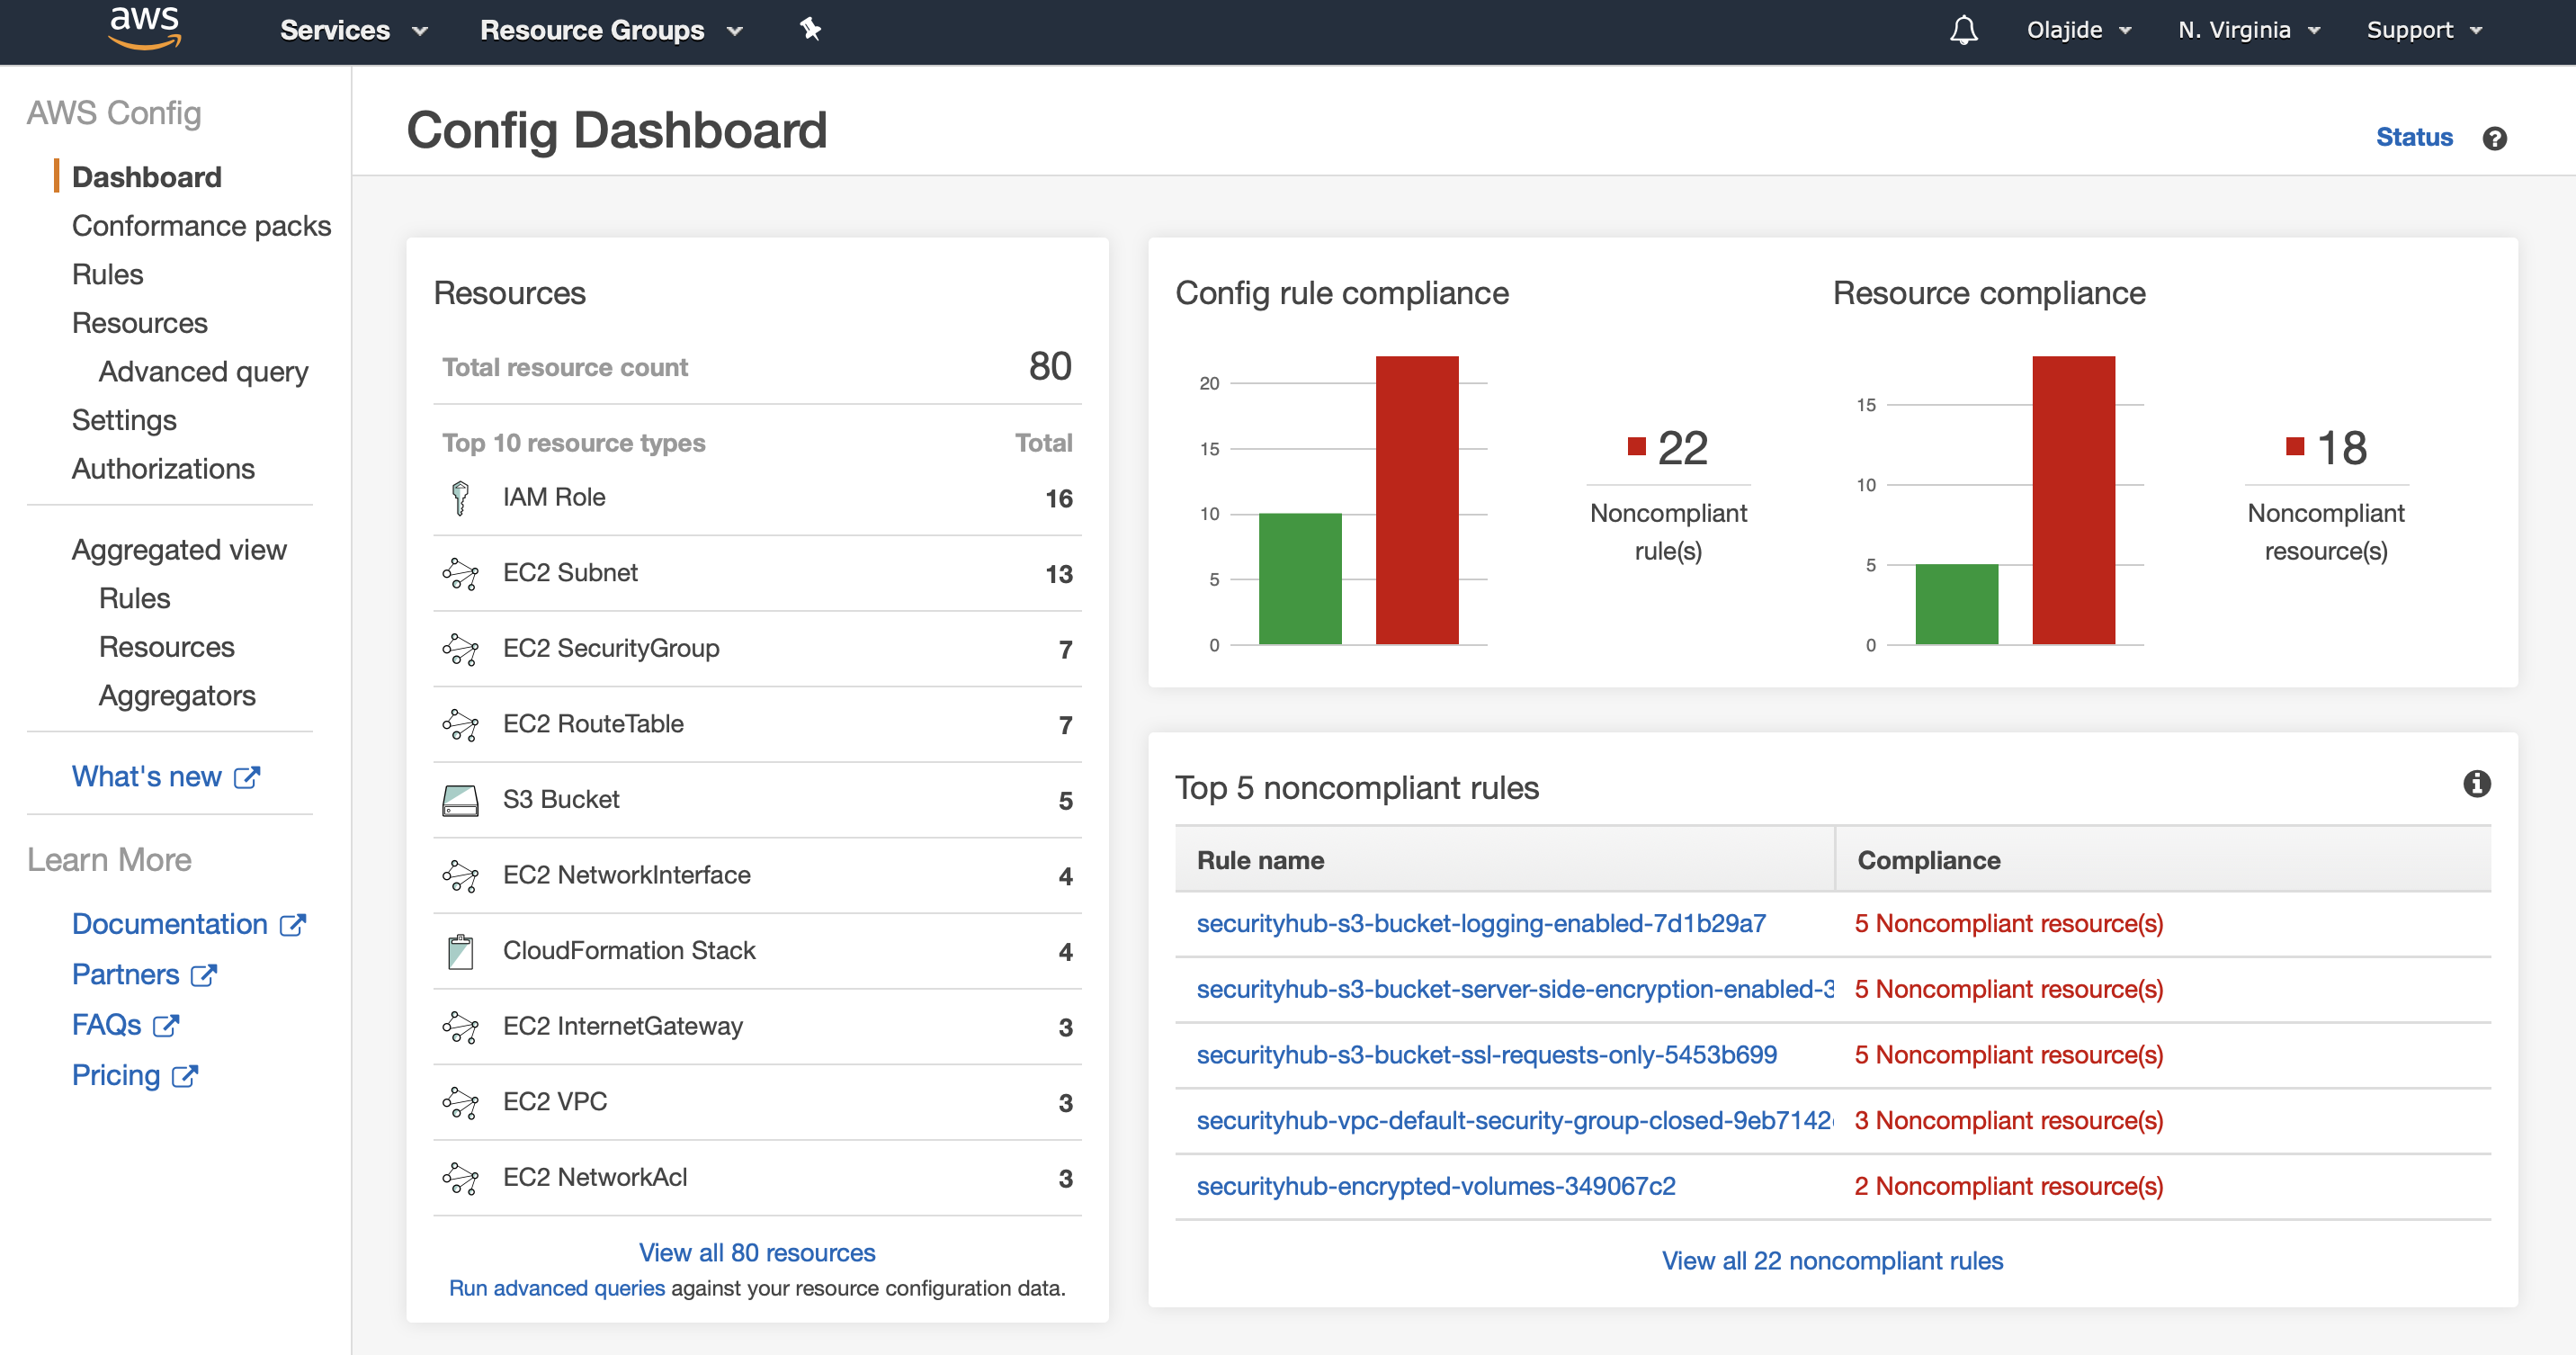 aws
Services
Resource Groups
Olajide
N. Virginia
Support
AWS Config
Dashboard
Conformance packs
Rules
Resources
Advanced query
Settings
Authorizations
Aggregated view
Rules
Resources
Aggregators
What's new
Learn More
Documentation
Partners
FAQs
Pricing
Config Dashboard
Status
Resources
Total resource count 80
Top 10 resource types Total
IAM Role 16
EC2 Subnet 13
EC2 SecurityGroup 7
EC2 RouteTable 7
S3 Bucket 5
EC2 NetworkInterface 4
CloudFormation Stack 4
EC2 InternetGateway 3
EC2 VPC 3
EC2 NetworkAcl 3
View all 80 resources
Run advanced queries against your resource configuration data.
Config rule compliance
20
15
10
5
0
22
Noncompliant
rule(s)
Resource compliance
15
10
5
0
18
Noncompliant
resource(s)
Top 5 noncompliant rules
Rule name Compliance
securityhub-s3-bucket-logging-enabled-7d1b29a7 5 Noncompliant resource(s)
securityhub-s3-bucket-server-side-encryption-enabled-3 5 Noncompliant resource(s)
securityhub-s3-bucket-ssl-requests-only-5453b699 5 Noncompliant resource(s)
securityhub-vpc-default-security-group-closed-9eb7142 3 Noncompliant resource(s)
securityhub-encrypted-volumes-349067c2 2 Noncompliant resource(s)
View all 22 noncompliant rules